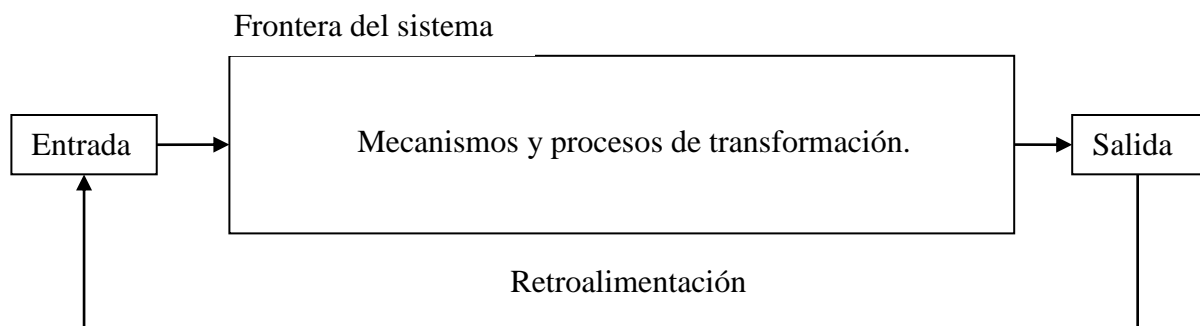 Frontera del sistema
Entrada
Mecanismos y procesos de transformación.
Salida
Retroalimentación